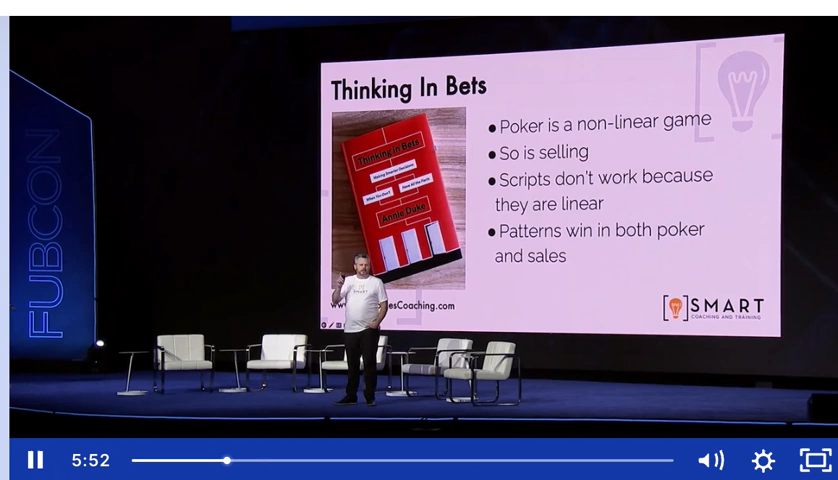 Thinking In Bets
Thinking in Bets
Making Smarter Decisions
When You Don't
Have All the Facts
Annie Duke
• Poker is a non-linear game
• So is selling
• Scripts don't work because
they are linear
• Patterns win in both poker
and sales
esCoaching.com
SMART
COACHING AND TRAINING
SMART
FUBCON
5:52